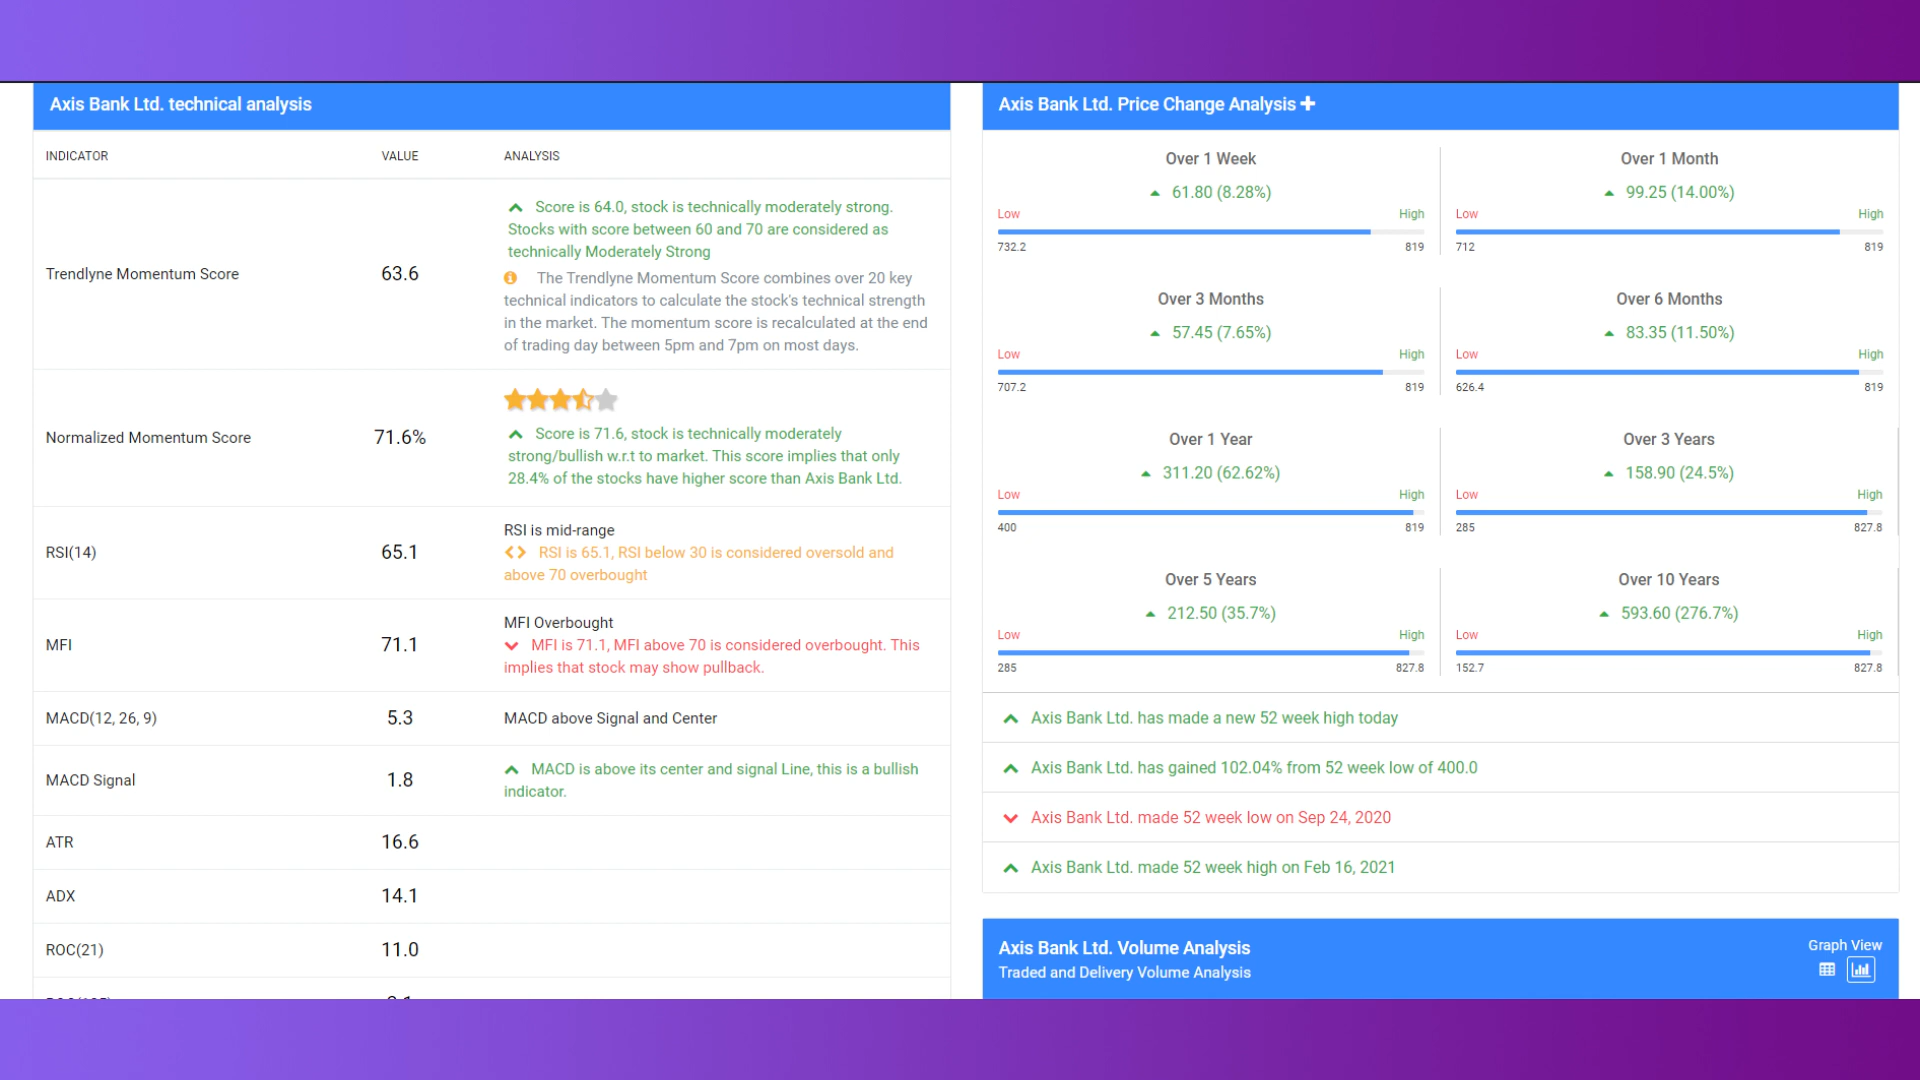 Axis Bank Ltd. technical analysis
INDICATOR VALUE ANALYSIS
Trendlyne Momentum Score 63.6
Score is 64.0, stock is technically moderately strong.
Stocks with score between 60 and 70 are considered as
technically Moderately Strong
The Trendlyne Momentum Score combines over 20 key
technical indicators to calculate the stock's technical strength
in the market. The momentum score is recalculated at the end
of trading day between 5pm and 7pm on most days.
Normalized Momentum Score 71.6%
Score is 71.6, stock is technically moderately
strong/bullish w.r.t to market. This score implies that only
28.4% of the stocks have higher score than Axis Bank Ltd.
RSI(14) 65.1
RSI is mid-range
RSI is 65.1, RSI below 30 is considered oversold and
above 70 overbought
MFI 71.1
MFI Overbought
MFI is 71.1, MFI above 70 is considered overbought. This
implies that stock may show pullback.
MACD(12, 26, 9) 5.3 MACD above Signal and Center
MACD Signal 1.8
MACD is above its center and signal Line, this is a bullish
indicator.
ATR 16.6
ADX 14.1
ROC(21) 11.0
Axis Bank Ltd. Price Change Analysis
Over 1 Week
61.80 (8.28%)
Low High
732.2 819
Over 1 Month
99.25 (14.00%)
Low High
712 819
Over 3 Months
57.45 (7.65%)
Low High
707.2 819
Over 6 Months
83.35 (11.50%)
Low High
626.4 819
Over 1 Year
311.20 (62.62%)
Low High
400 819
Over 3 Years
158.90 (24.5%)
Low High
285 827.8
Over 5 Years
212.50 (35.7%)
Low High
285 827.8
Over 10 Years
593.60 (276.7%)
Low High
152.7 827.8
Axis Bank Ltd. has made a new 52 week high today
Axis Bank Ltd. has gained 102.04% from 52 week low of 400.0
Axis Bank Ltd. made 52 week low on Sep 24, 2020
Axis Bank Ltd. made 52 week high on Feb 16, 2021
Axis Bank Ltd. Volume Analysis
Traded and Delivery Volume Analysis
Graph View